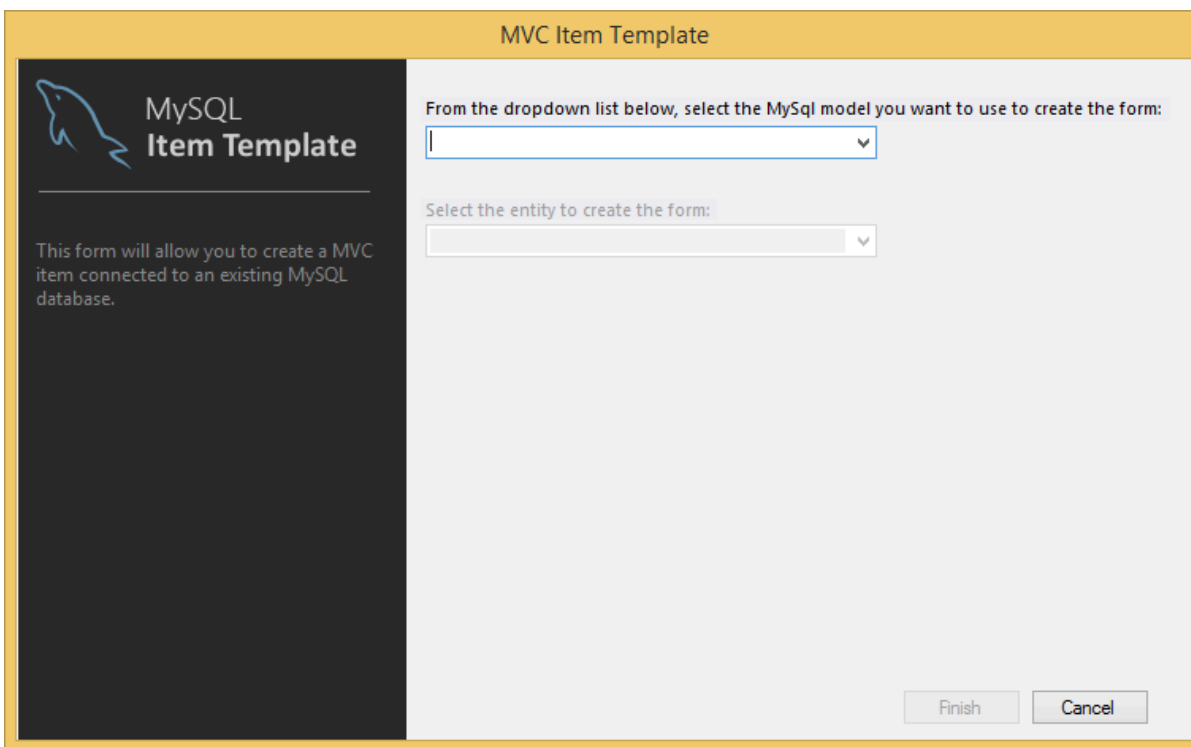 MVC Item Template
MySQL
Item Template
This form will allow you to create a MVC
item connected to an existing MySQL
database.
From the dropdown list below, select the MySql model you want to use to create the form:
Select the entity to create the form:
Finish
Cancel